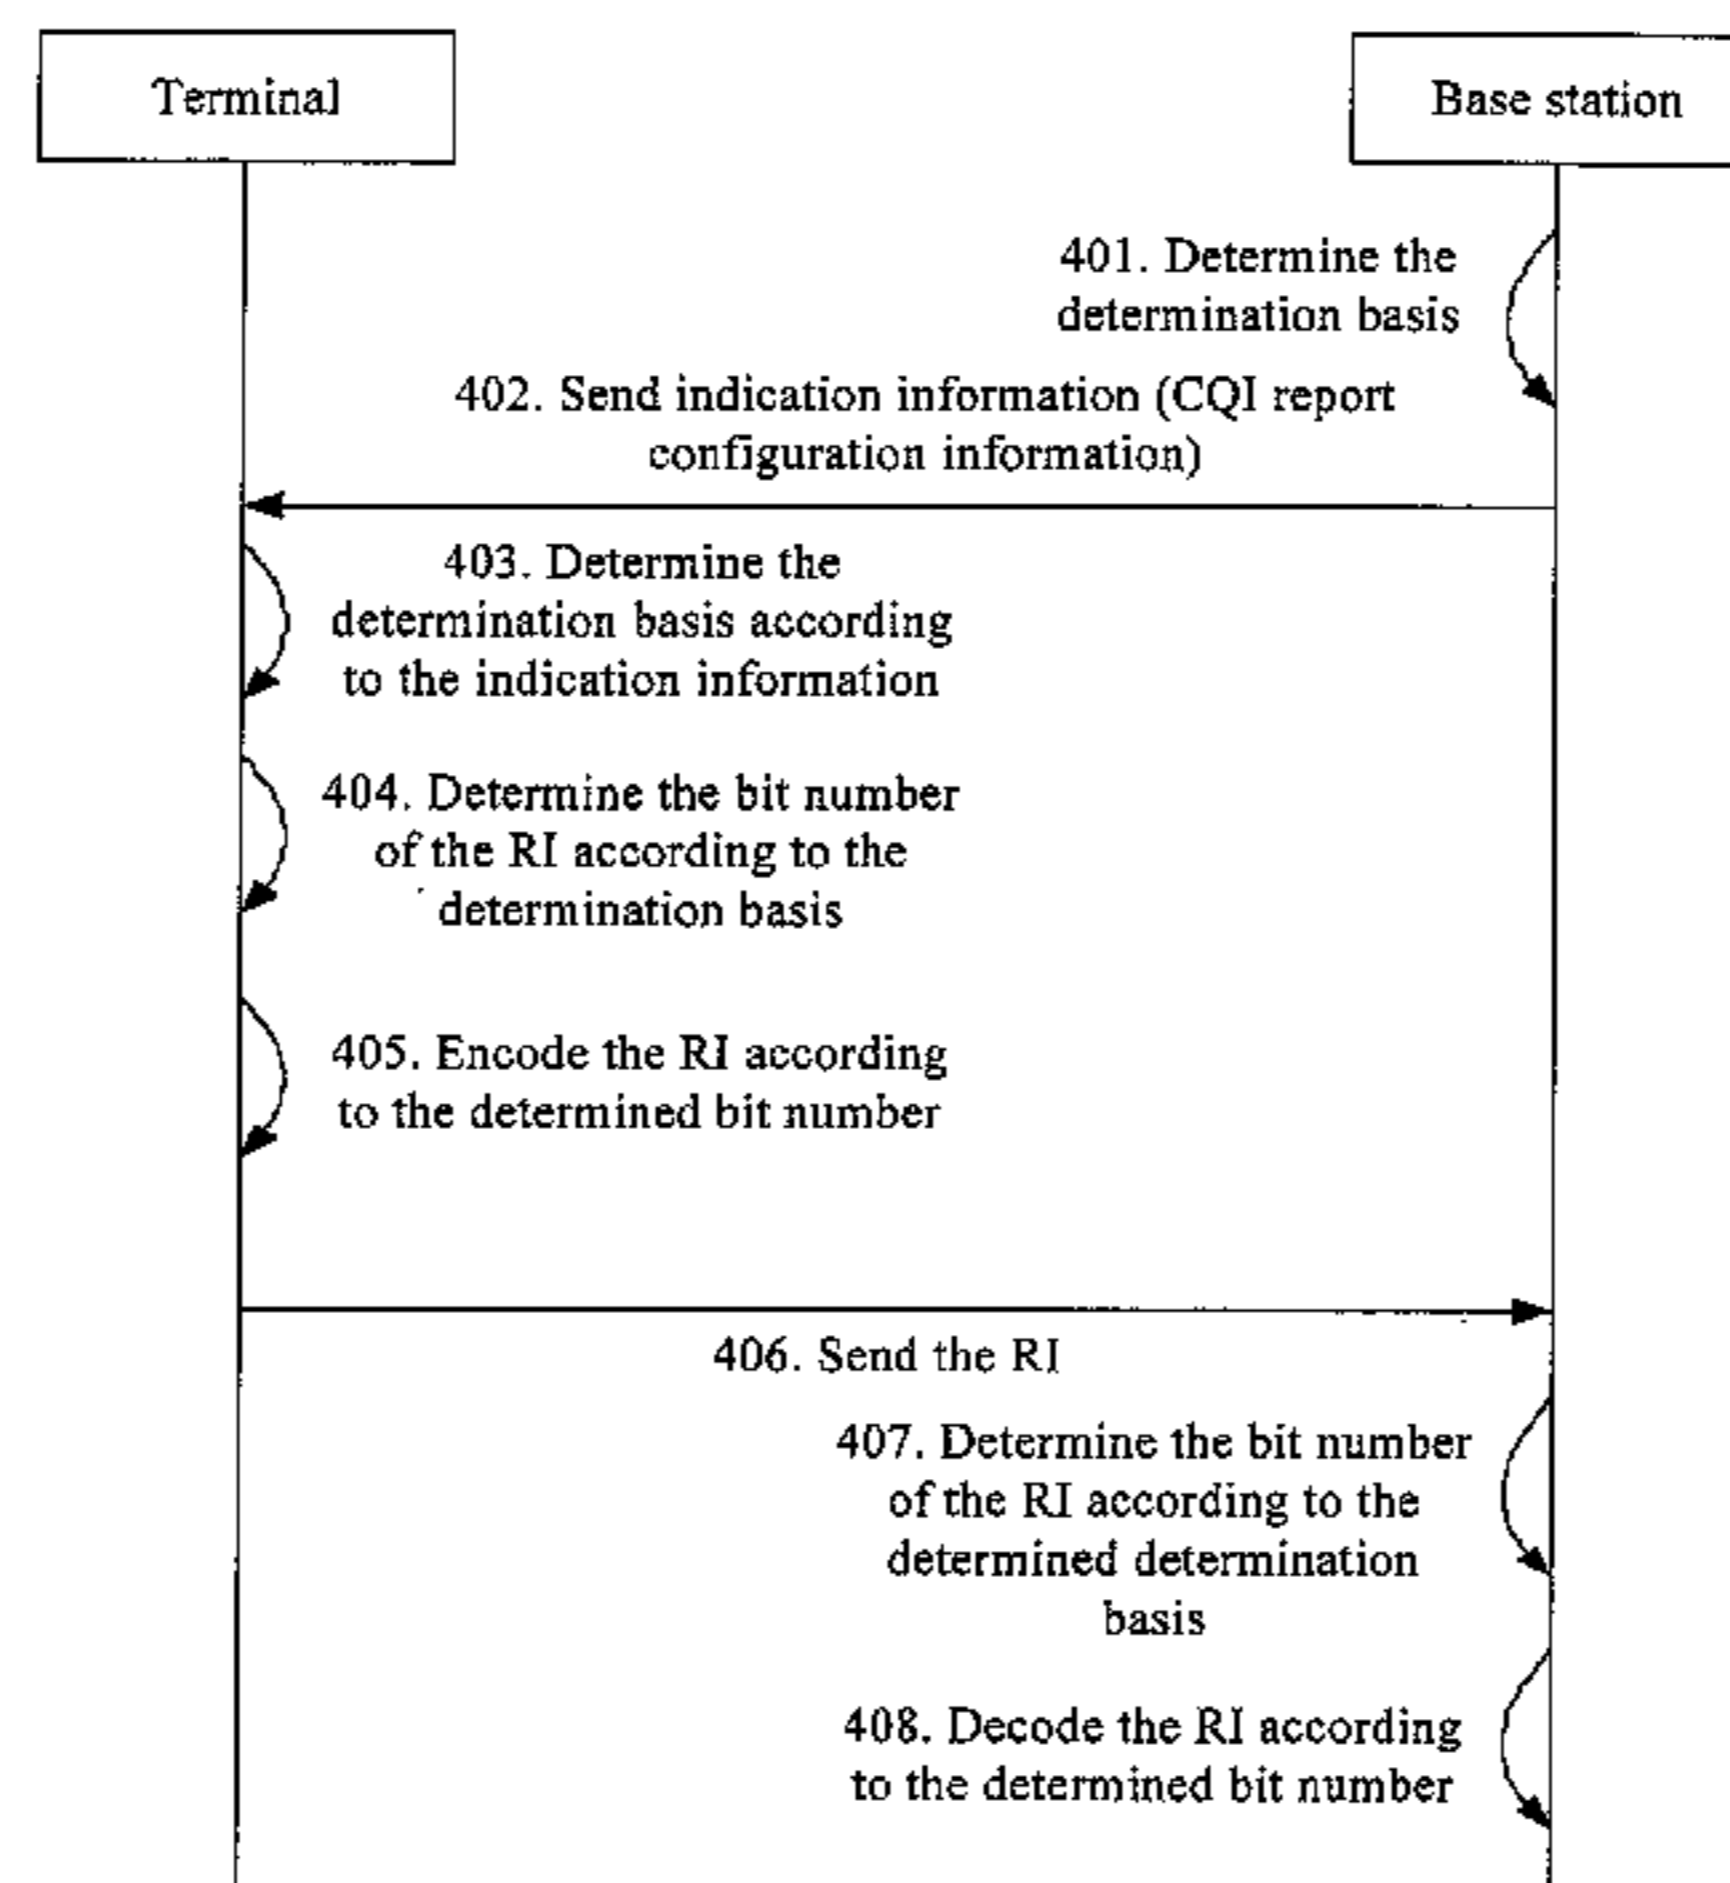 Terminal
Base station
401. Determine the
determination basis
402. Send indication information (CQI report
configuration information)
403. Determine the
determination basis according
to the indication information
404. Determine the bit number
of the RI according to the
determination basis
405. Encode the RI according
to the determined bit number
406. Send the RI
407. Determine the bit number
of the RI according to the
determined determination
basis
408. Decode the RI according
to the determined bit number